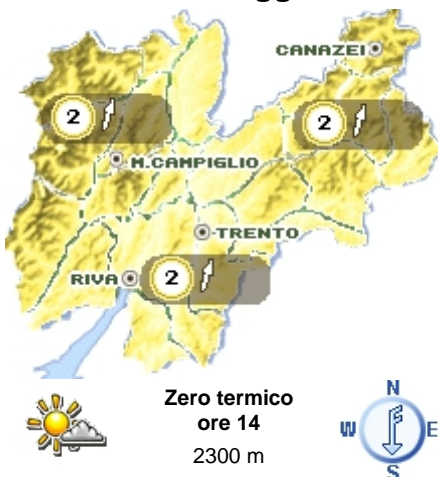 CANAZEI
2
2
M.CAMPIGLIO
TRENTO
RIVA
2
Zero termico
ore 14
2300 m
N
W
E
S